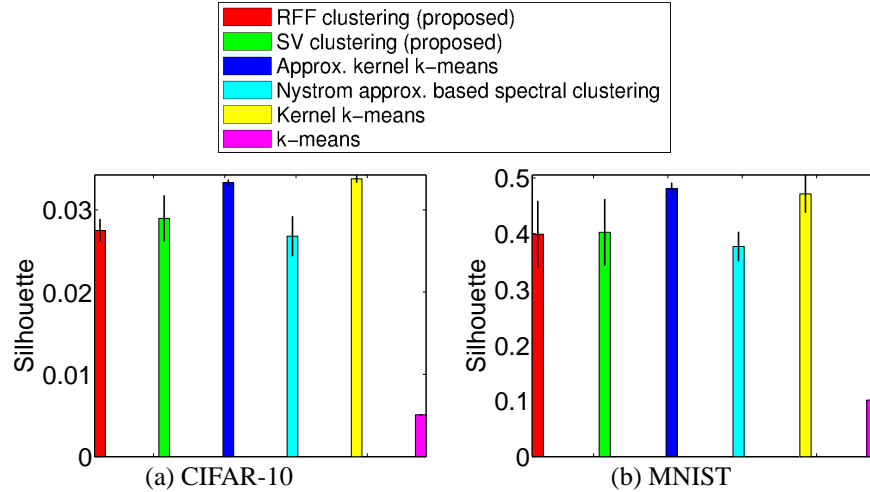 RFF clustering (proposed)
SV clustering (proposed)
Approx. kernel k−means
Nystrom approx. based spectral clustering
Kernel k−means
k−means
0.03
0.02
0.01
0
Silhouette
(a) CIFAR-10
0.5
0.4
0.3
0.2
0.1
0
Silhouette
(b) MNIST